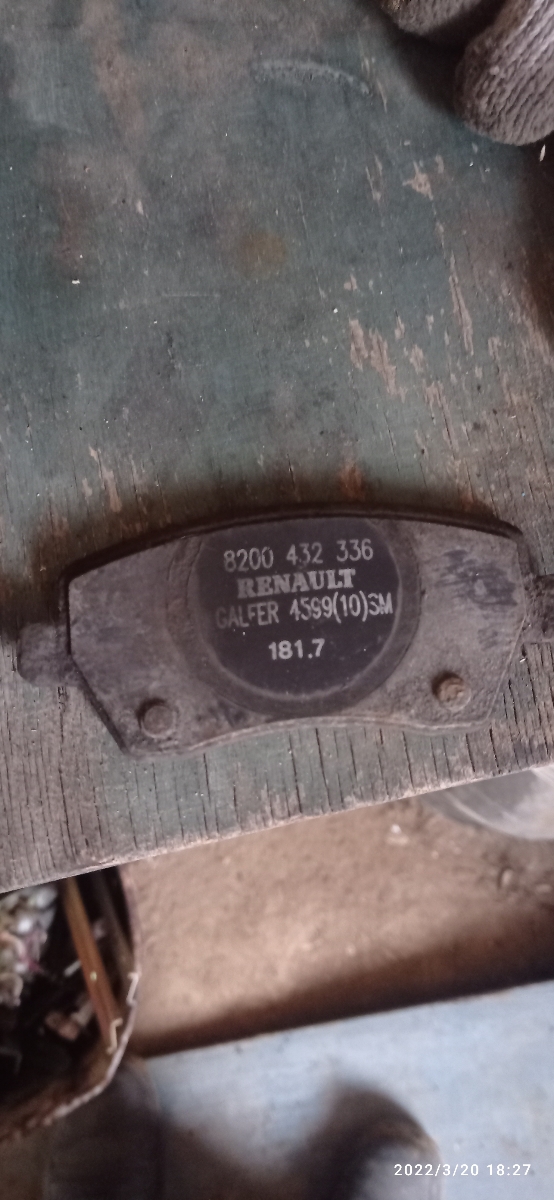 8200 432 336
RENAULT
GALFER 4599(10)SM
181.7
2022/3/20 18:27